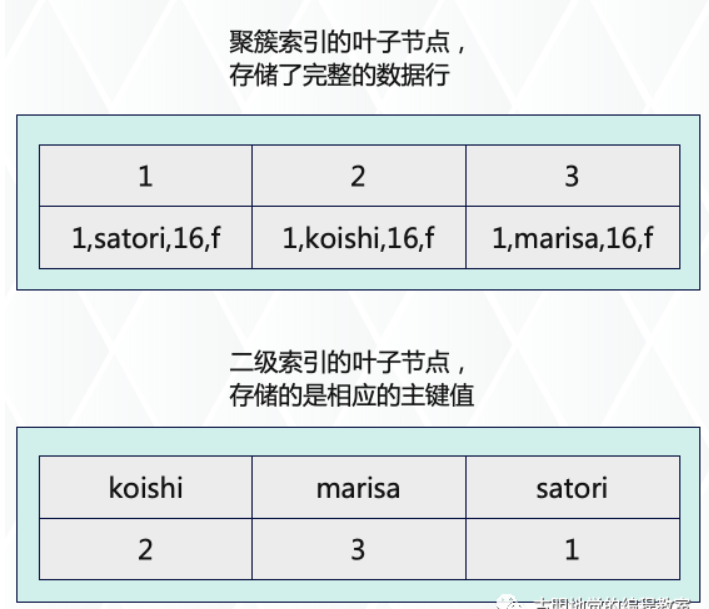 聚簇索引的叶子节点，
存储了完整的数据行
1 2 3
1,satori,16,f 1,koishi,16,f 1,marisa,16,f
二级索引的叶子节点，
存储的是相应的主键值
koishi marisa satori
2 3 1